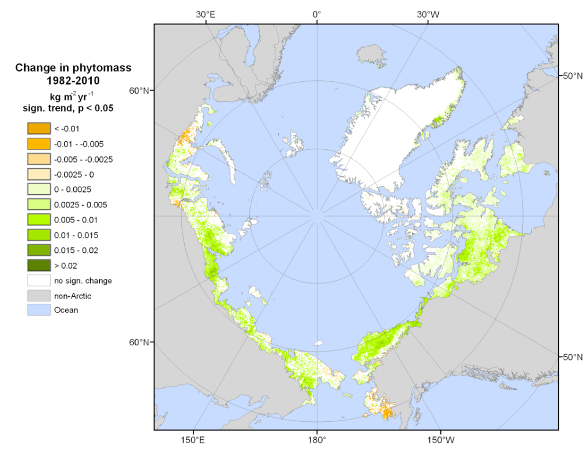 30°E 0° 30°W
Change in phytomass
1982-2010
kg m² yr⁻¹
sign. trend, p < 0.05
< -0.01
-0.01 - -0.005
-0.005 - -0.0025
-0.0025 - 0
0 - 0.0025
0.0025 - 0.005
0.005 - 0.01
0.01 - 0.015
0.015 - 0.02
> 0.02
no sign. change
non-Arctic
Ocean
60°N
50°N
60°N
50°N
150°E 180° 150°W